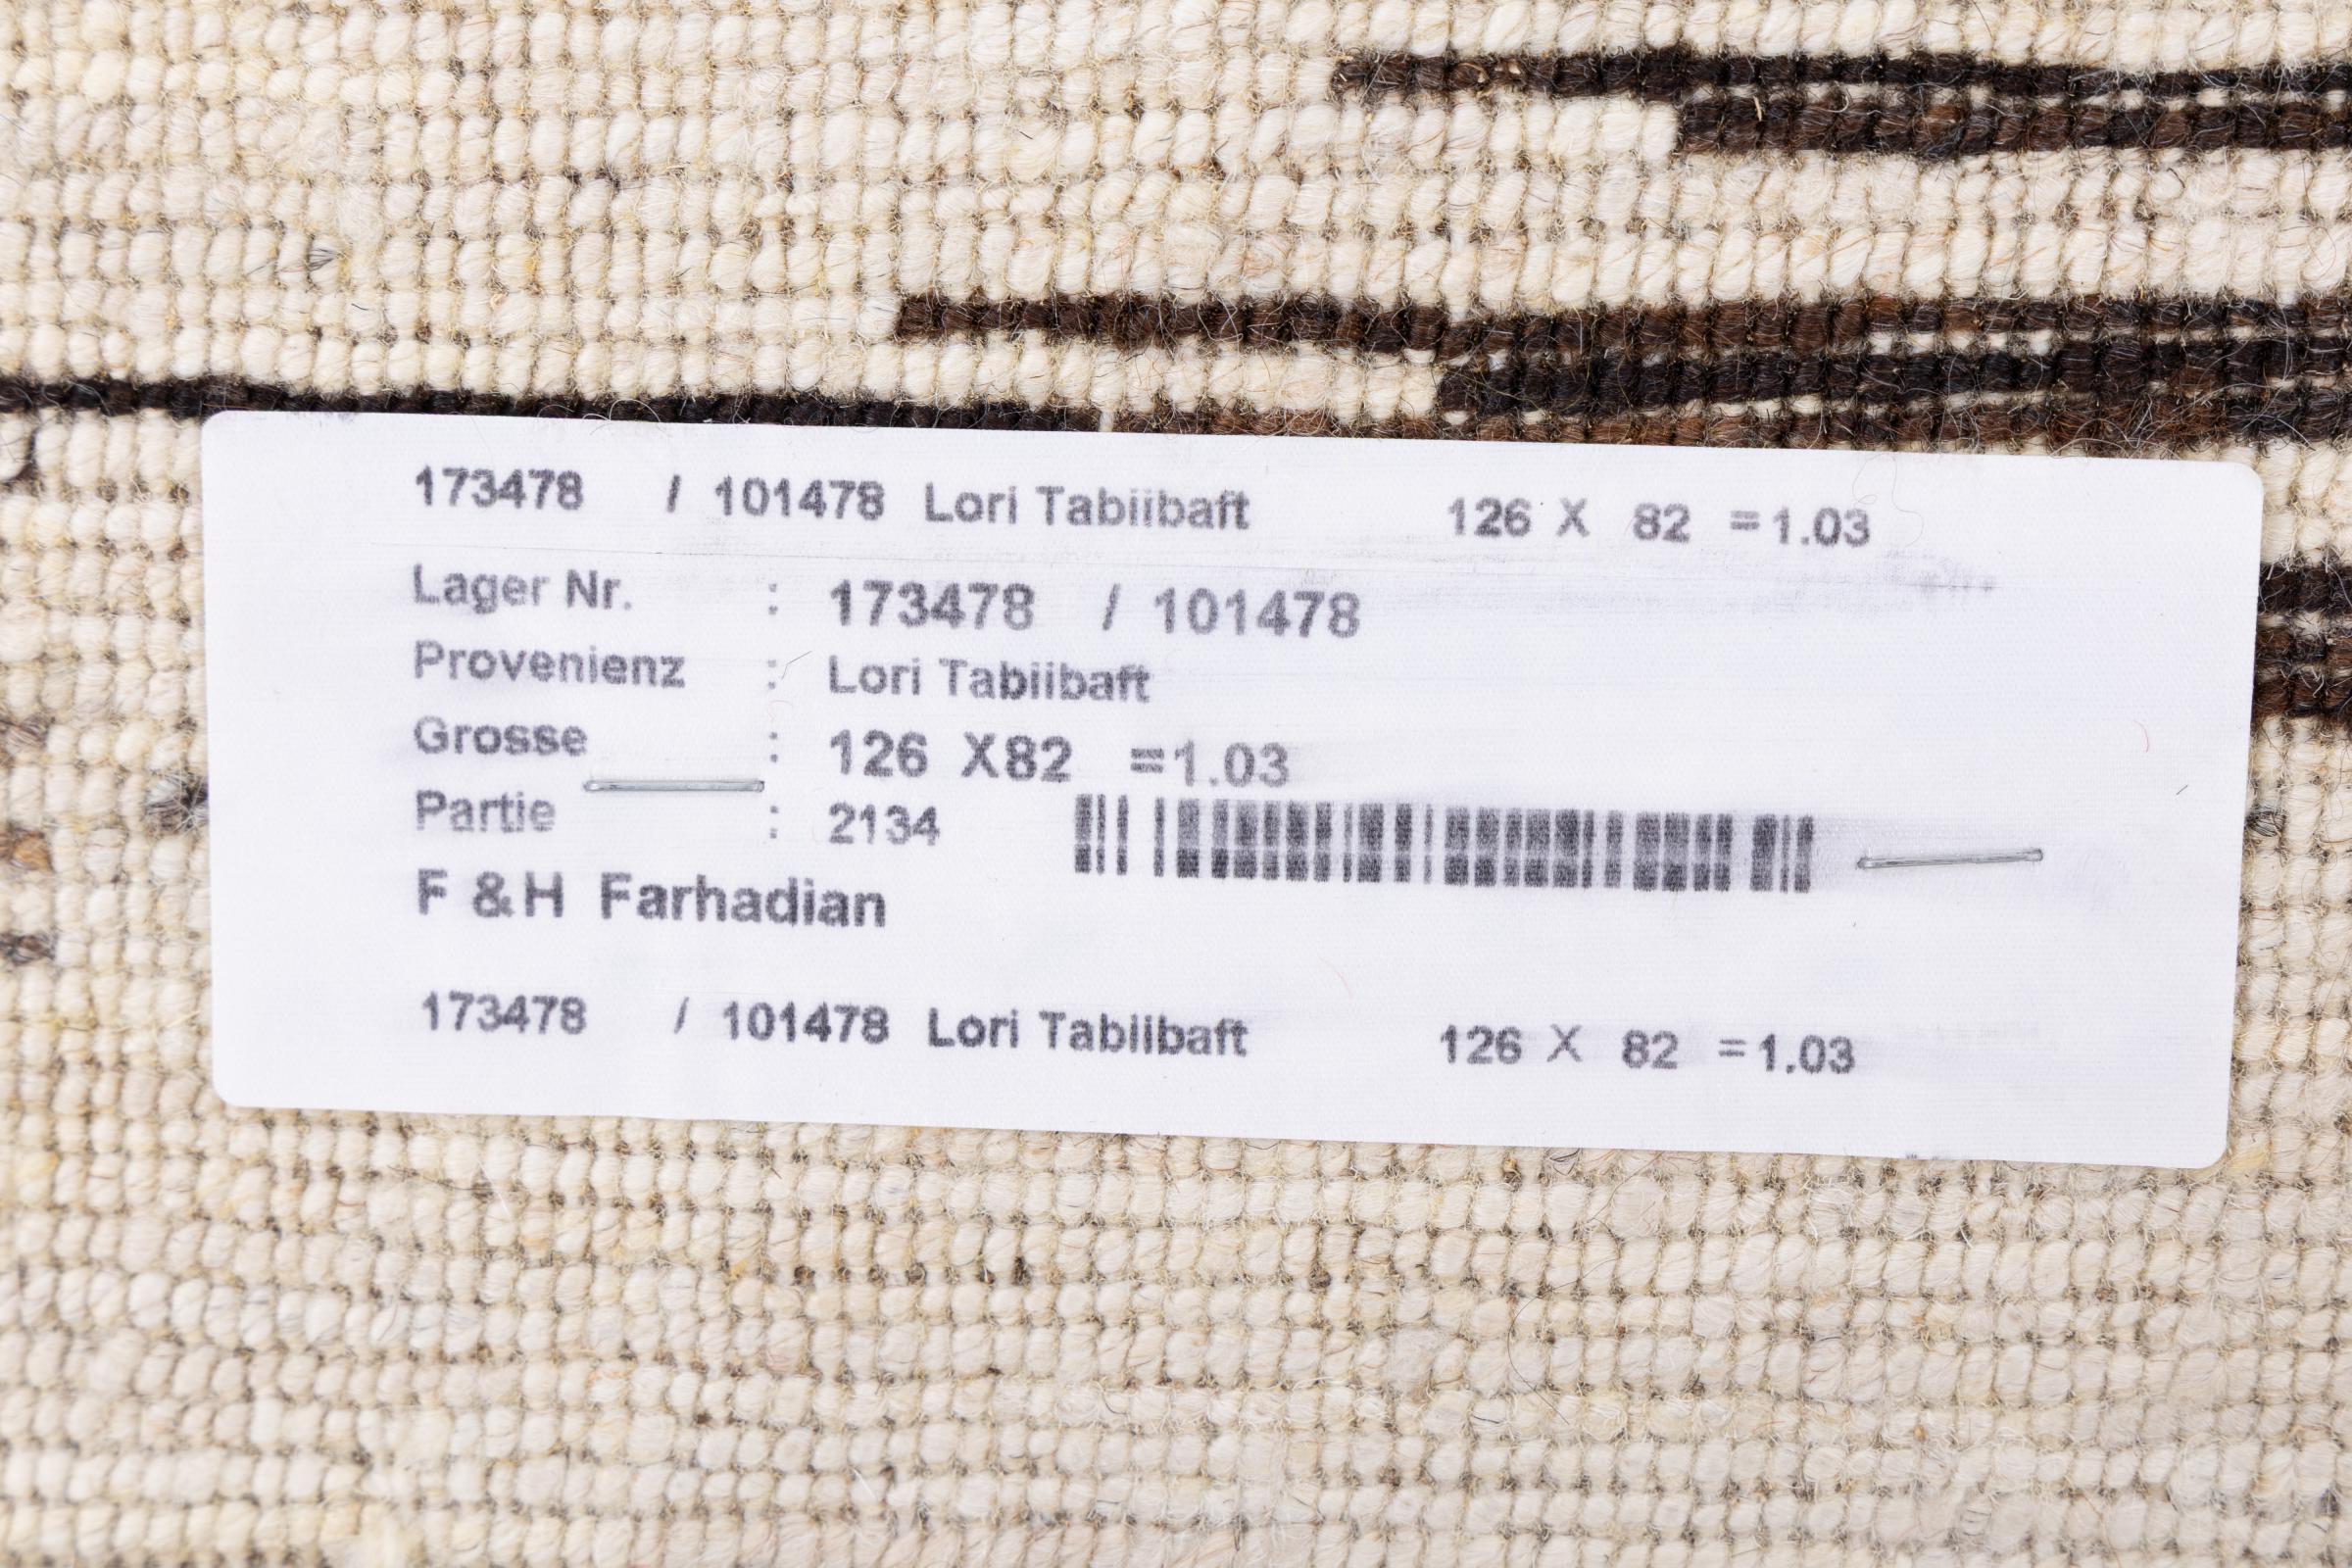 173478 / 101478 Lori Tabiibaft 126 X 82 =1.03
Lager Nr. : 173478 / 101478
Provenienz : Lori Tabiibaft
Grosse : 126 X82 =1.03
Partie : 2134
F &H Farhadian
173478 / 101478 Lori Tabiibaft 126 X 82 =1.03